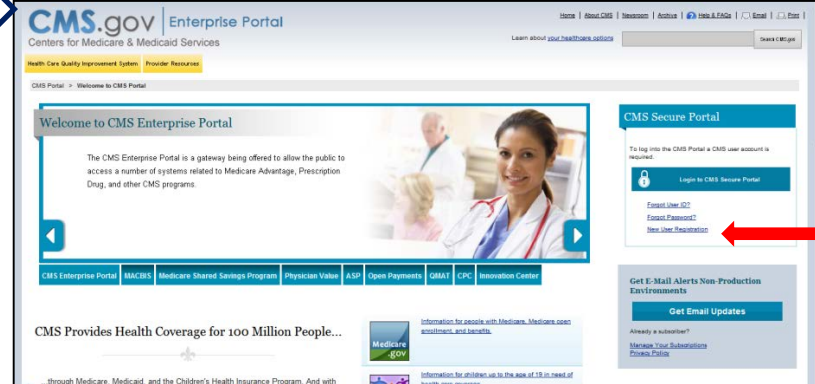 CMS.gov | Enterprise Portal
Centers for Medicare & Medicaid Services
Home | About CMS | Newsroom | Archive | Help & FAQs | Email | Print |
Learn about your healthcare options
Search CMS.gov
Health Care Quality Improvement System
Provider Resources
CMS Portal > Welcome to CMS Portal
Welcome to CMS Enterprise Portal
The CMS Enterprise Portal is a gateway being offered to allow the public to
access a number of systems related to Medicare Advantage, Prescription
Drug, and other CMS programs.
CMS Enterprise Portal
MACBIS
Medicare Shared Savings Program
Physician Value
ASP
Open Payments
QMAT
CPC
Innovation Center
CMS Secure Portal
To log into the CMS Portal a CMS user account is
required.
Login to CMS Secure Portal
Forgot User ID?
Forgot Password?
New User Registration
Get E-Mail Alerts Non-Production
Environments
Get Email Updates
Already a subscriber?
Manage Your Subscriptions
Privacy Policy
CMS Provides Health Coverage for 100 Million People...
...through Medicare, Medicaid, and the Children's Health Insurance Program. And with
Medicare
.gov
Information for people with Medicare, Medicare open
enrollment, and benefits.
Information for children up to the age of 19 in need of
health care coverage.